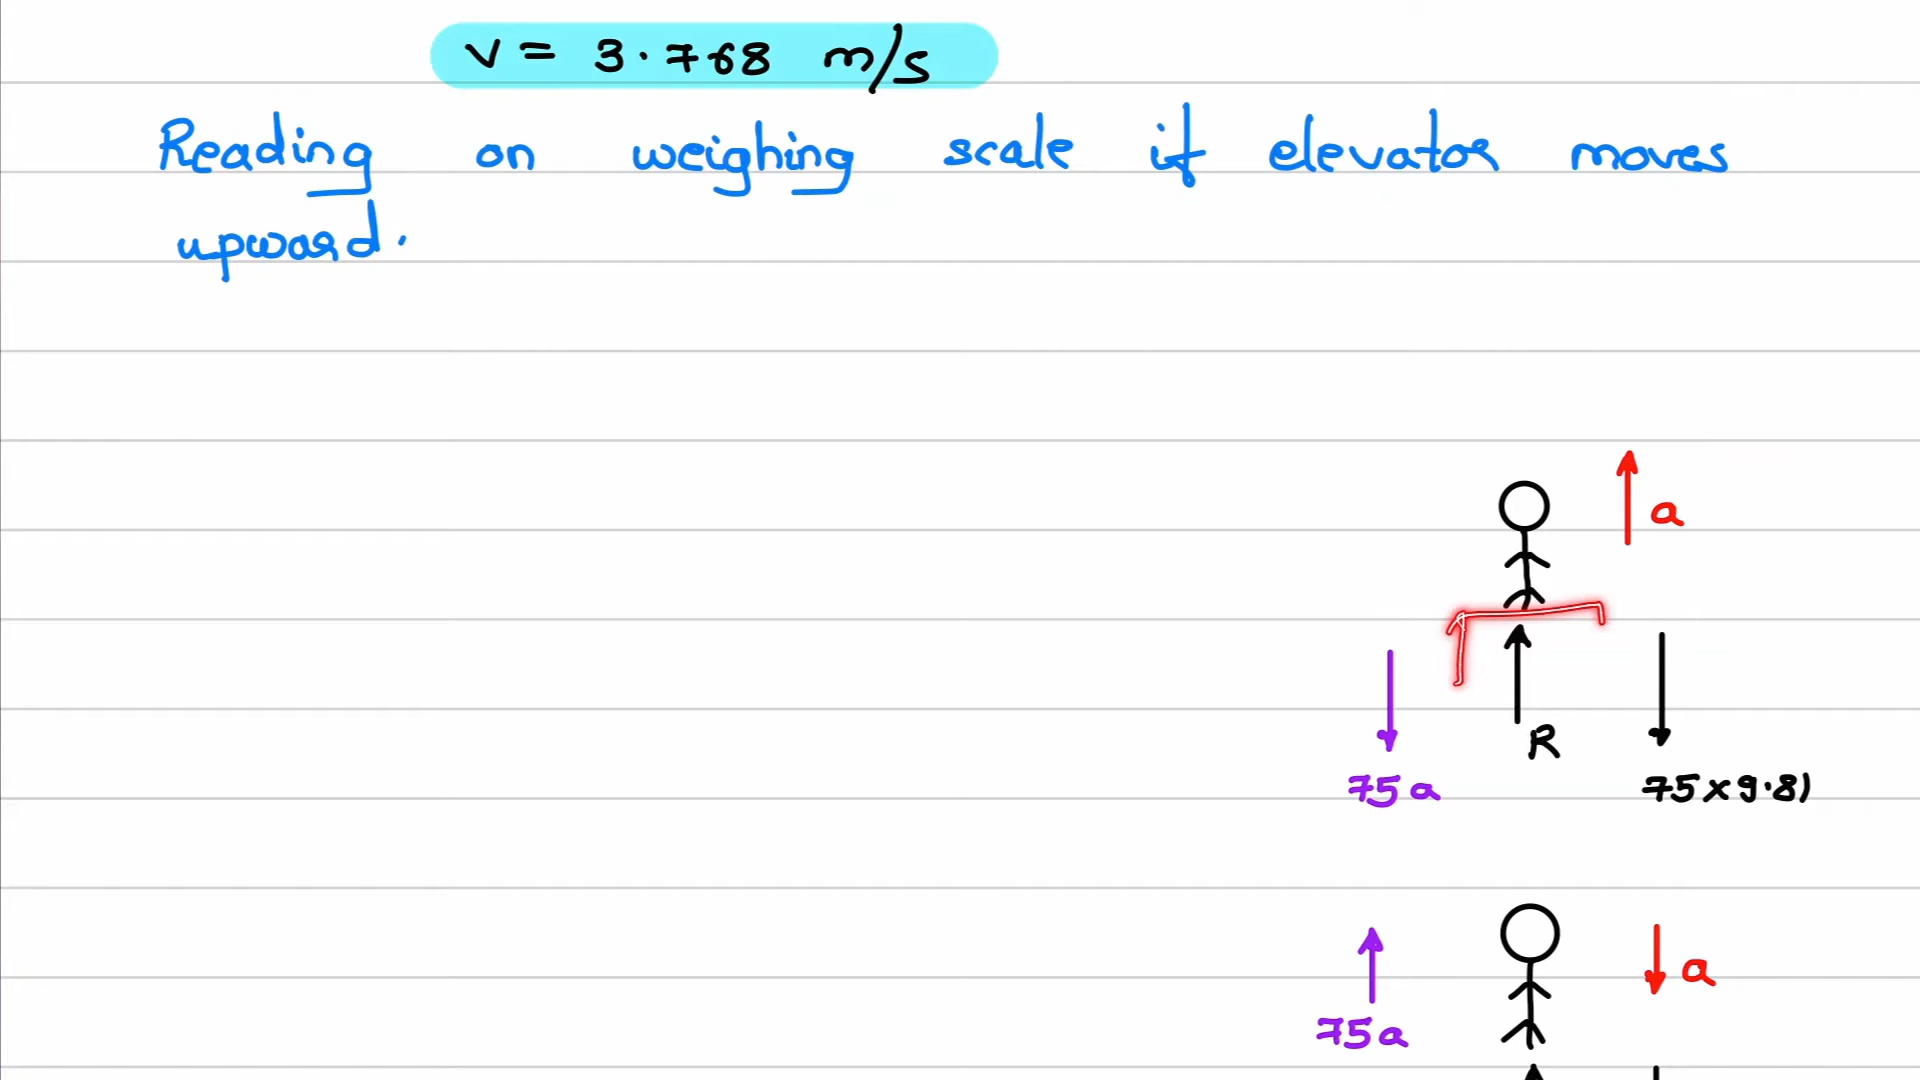 v = 3.768 m/s
Reading on weighing scale if elevator moves
upward.
a
R
75a
75×9.81
a
75a